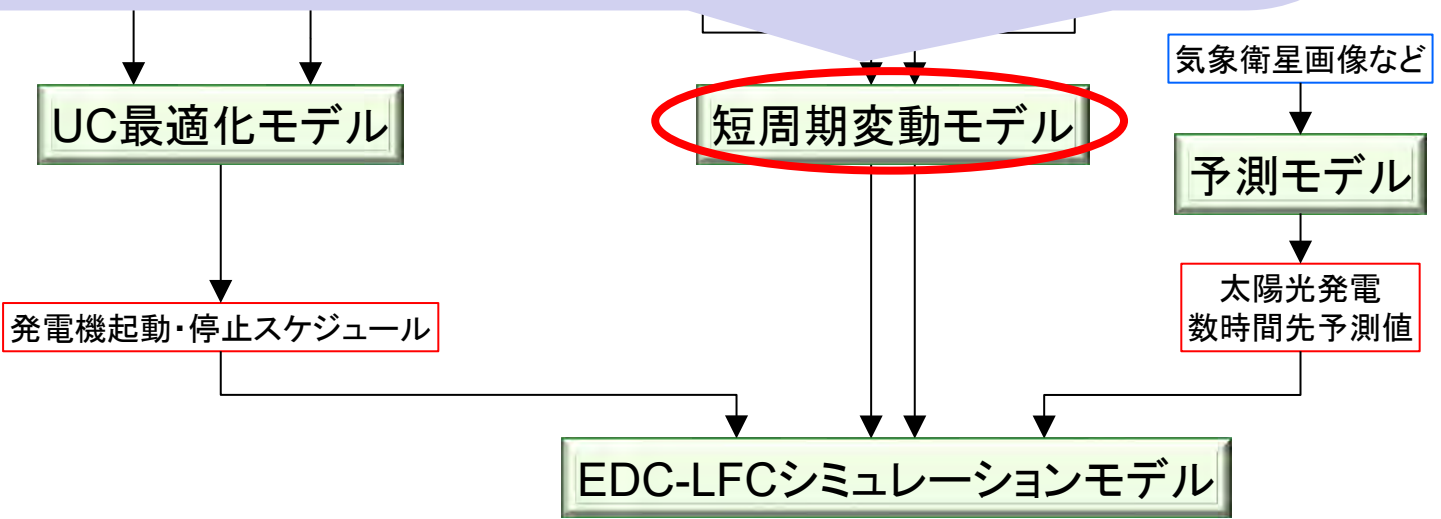 気象衛星画像など
UC最適化モデル
短周期変動モデル
予測モデル
発電機起動・停止スケジュール
太陽光発電
数時間先予測値
EDC-LFCシミュレーションモデル